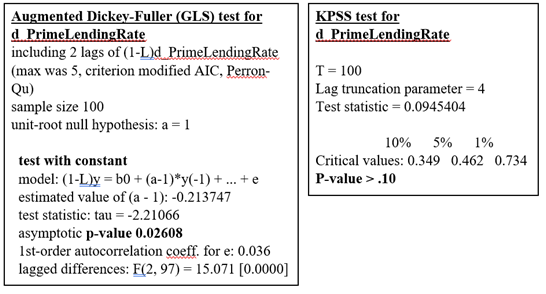 Augmented Dickey-Fuller (GLS) test for
d_PrimeLendingRate
including 2 lags of (1-L)d_PrimeLendingRate
(max was 5, criterion modified AIC, Perron-
Qu)
sample size 100
unit-root null hypothesis: a = 1
test with constant
model: (1-L)y = b0 + (a-1)*y(-1) + ... + e
estimated value of (a - 1): -0.213747
test statistic: tau = -2.21066
asymptotic p-value 0.02608
1st-order autocorrelation coeff. for e: 0.036
lagged differences: F(2, 97) = 15.071 [0.0000]
KPSS test for
d_PrimeLendingRate
T = 100
Lag truncation parameter = 4
Test statistic = 0.0945404
10% 5% 1%
Critical values: 0.349 0.462 0.734
P-value > .10